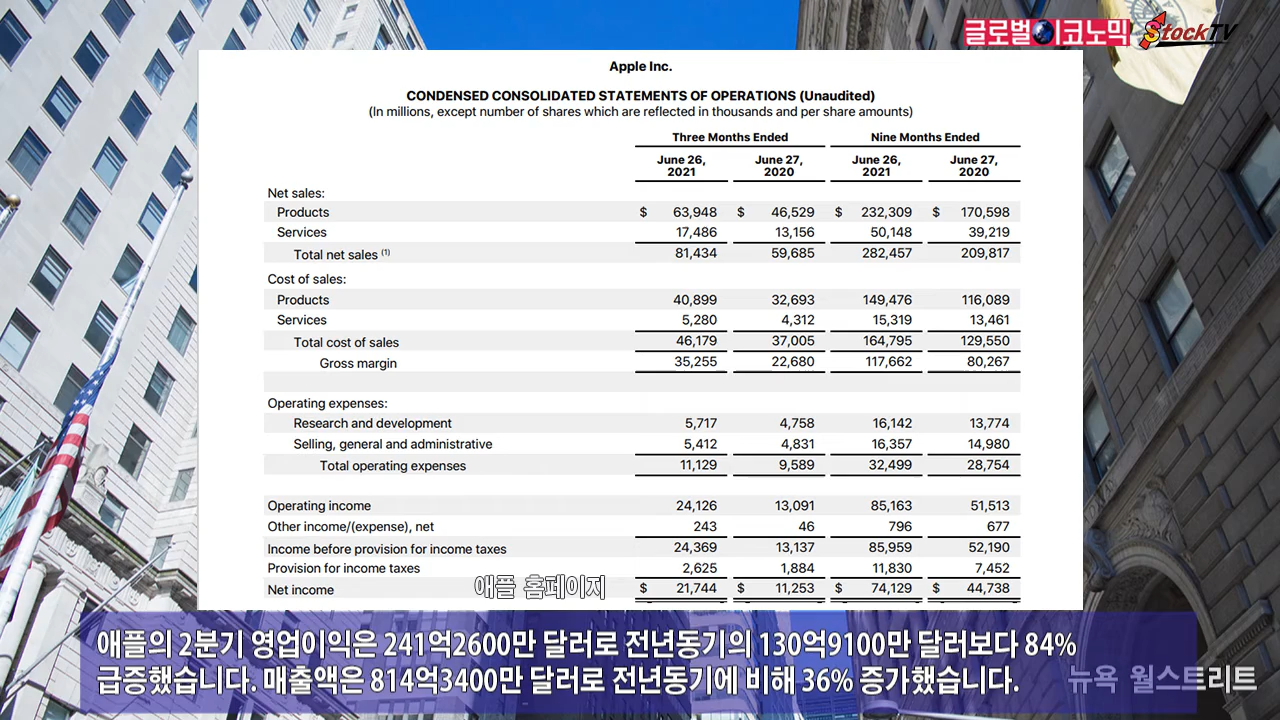 글로벌이코노믹 StockTV
Apple Inc.
CONDENSED CONSOLIDATED STATEMENTS OF OPERATIONS (Unaudited)
(In millions, except number of shares which are reflected in thousands and per share amounts)
Three Months Ended Nine Months Ended
June 26, 2021 June 27, 2020 June 26, 2021 June 27, 2020
Net sales:
Products $ 63,948 $ 46,529 $ 232,309 $ 170,598
Services 17,486 13,156 50,148 39,219
Total net sales (1) 81,434 59,685 282,457 209,817
Cost of sales:
Products 40,899 32,693 149,476 116,089
Services 5,280 4,312 15,319 13,461
Total cost of sales 46,179 37,005 164,795 129,550
Gross margin 35,255 22,680 117,662 80,267
Operating expenses:
Research and development 5,717 4,758 16,142 13,774
Selling, general and administrative 5,412 4,831 16,357 14,980
Total operating expenses 11,129 9,589 32,499 28,754
Operating income 24,126 13,091 85,163 51,513
Other income/(expense), net 243 46 796 677
Income before provision for income taxes 24,369 13,137 85,959 52,190
Provision for income taxes 2,625 1,884 11,830 7,452
Net income $ 21,744 $ 11,253 $ 74,129 $ 44,738
애플 홈페이지
애플의 2분기 영업이익은 241억2600만 달러로 전년동기의 130억9100만 달러보다 84%
급증했습니다. 매출액은 814억3400만 달러로 전년동기에 비해 36% 증가했습니다.
뉴욕 월스트리트